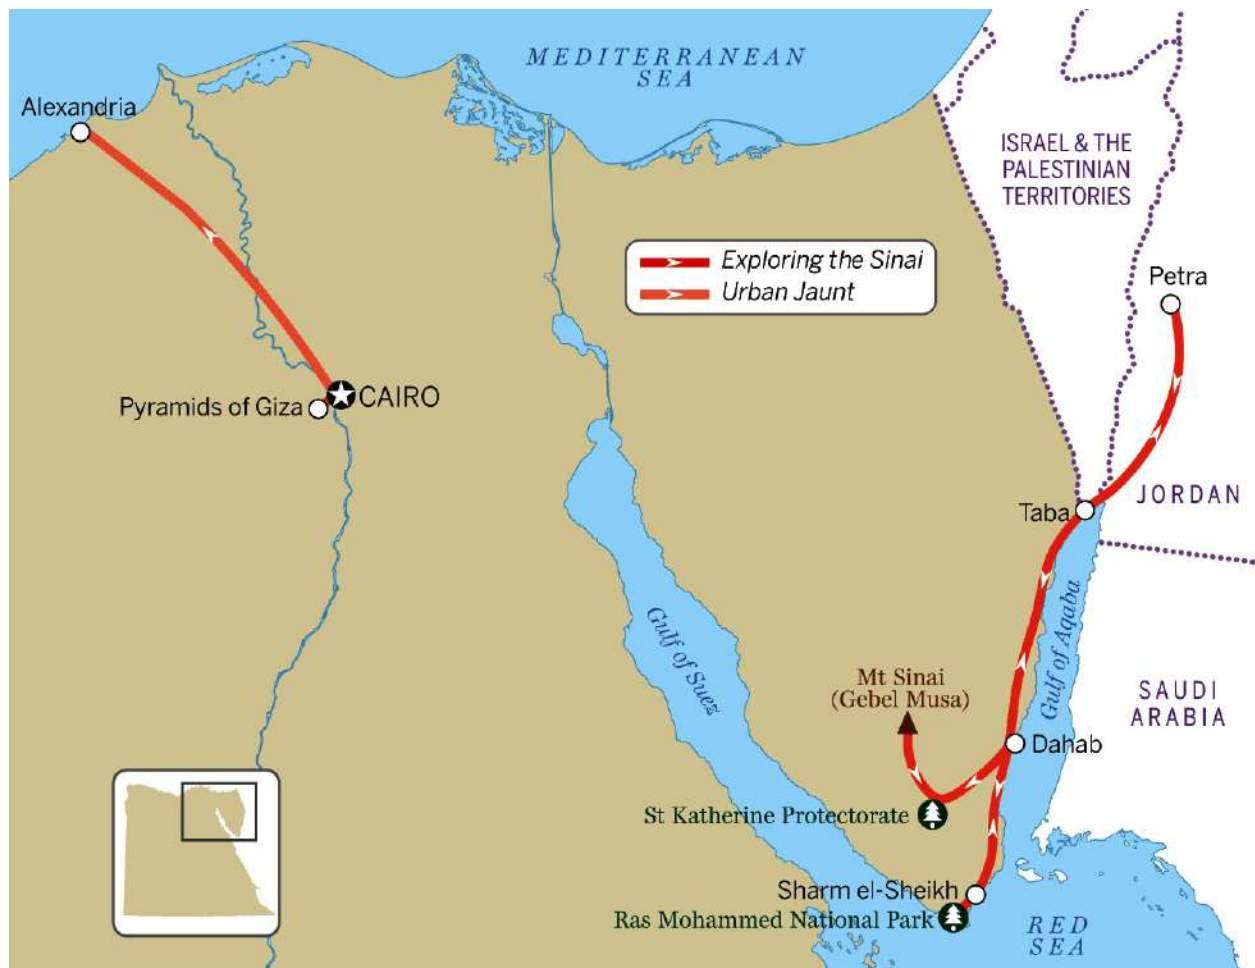 MEDITERRANEAN
SEA
Alexandria
ISRAEL & THE
PALESTINIAN
TERRITORIES
Exploring the Sinai
Urban Jaunt
Petra
CAIRO
Pyramids of Giza
JORDAN
Taba
Gulf of Aqaba
Gulf of Suez
Mt Sinai
(Gebel Musa)
SAUDI
ARABIA
Dahab
St Katherine Protectorate
Sharm el-Sheikh
Ras Mohammed National Park
RED
SEA